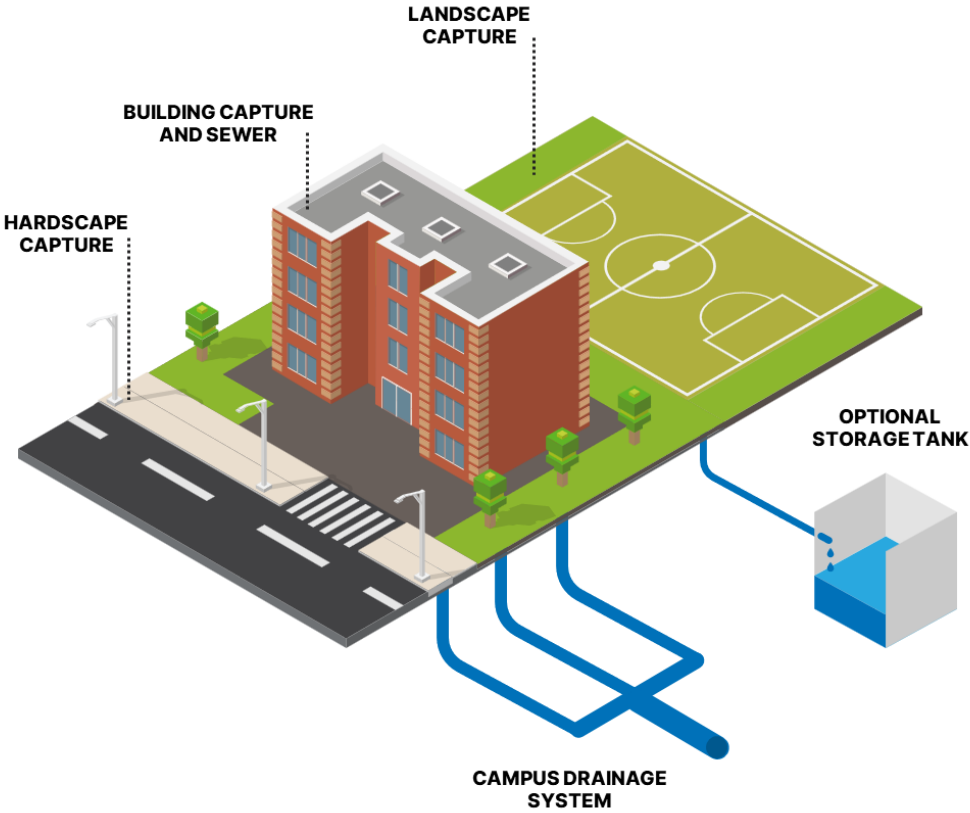 LANDSCAPE
CAPTURE
BUILDING CAPTURE
AND SEWER
HARDSCAPE
CAPTURE
OPTIONAL
STORAGE TANK
CAMPUS DRAINAGE
SYSTEM